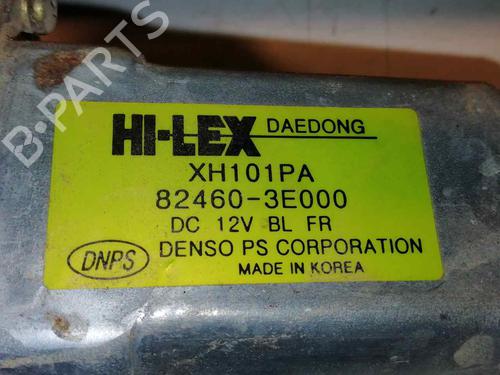 B-PARTS
HI-LEX DAEDONG
XH101PA
82460-3E000
DC 12V BL FR
DNPS DENSO PS CORPORATION
MADE IN KOREA